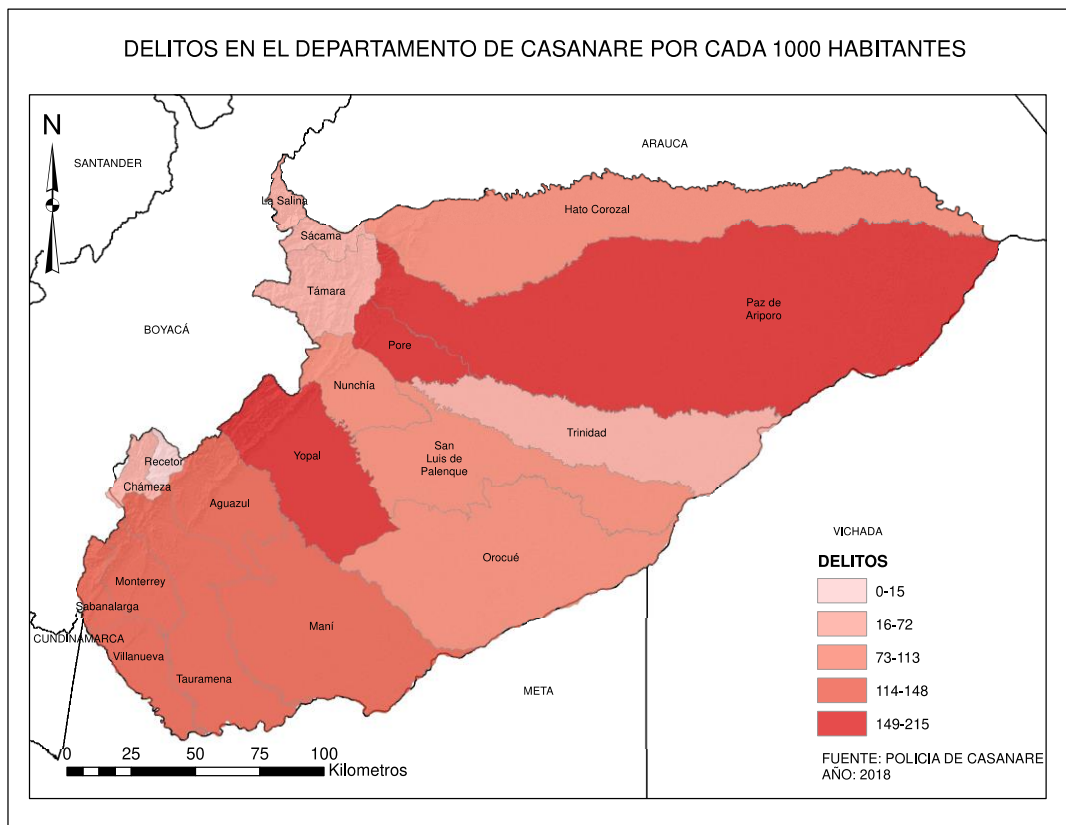 DELITOS EN EL DEPARTAMENTO DE CASANARE POR CADA 1000 HABITANTES
N
SANTANDER
ARAUCA
La Salina
Hato Corozal
Sácama
Támara
Paz de
Ariporo
BOYACÁ
Pore
Nunchía
Trinidad
San
Luis de
Palenque
Yopal
Recetor
Chámeza
Aguazul
VICHADA
Orocué
Monterrey
Sabanalarga
Maní
CUNDINAMARCA
Villanueva
Tauramena
META
DELITOS
0-15
16-72
73-113
114-148
149-215
0 25 50 75 100
Kilometros
FUENTE: POLICIA DE CASANARE
AÑO: 2018